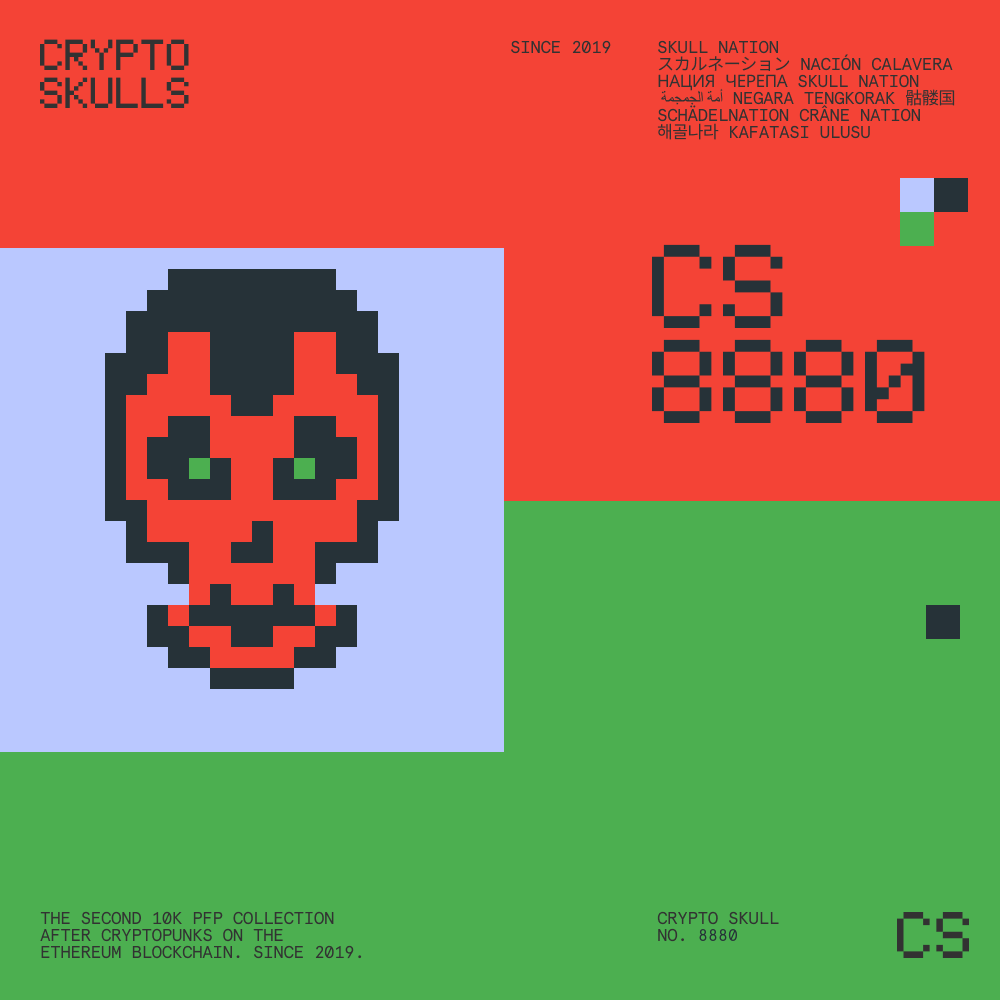 CRYPTO
SKULLS
SINCE 2019
SKULL NATION
スカルネーション NACIÓN CALAVERA
НАЦИЯ ЧЕРЕПА SKULL NATION
أمة الجمجمة NEGARA TENGKORAK 骷髅国
SCHÄDELNATION CRÂNE NATION
해골나라 KAFATASI ULUSU
CS
8880
THE SECOND 10K PFP COLLECTION
AFTER CRYPTOPUNKS ON THE
ETHEREUM BLOCKCHAIN. SINCE 2019.
CRYPTO SKULL
NO. 8880
CS